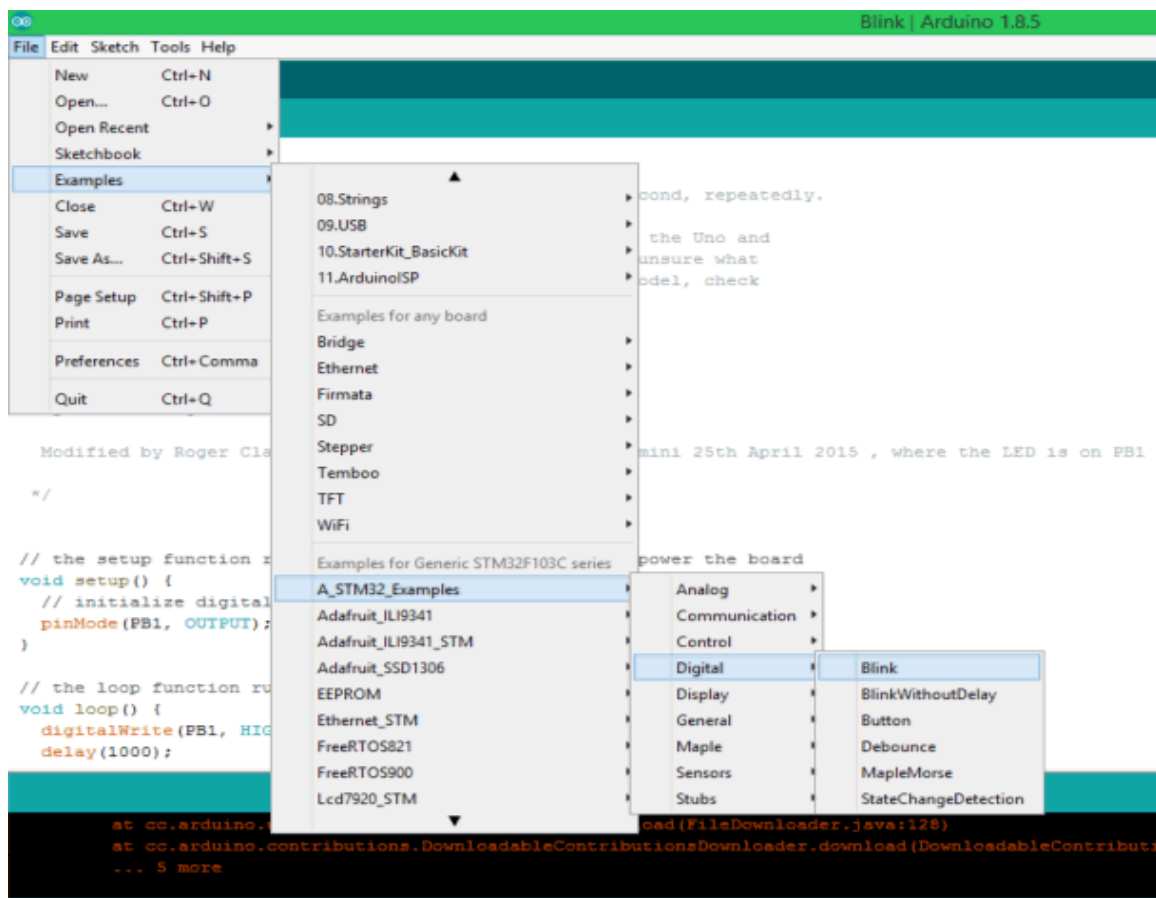 Blink | Arduino 1.8.5
File Edit Sketch Tools Help
New Ctrl+N
Open... Ctrl+O
Open Recent
Sketchbook
Examples
Close Ctrl+W
Save Ctrl+S
Save As... Ctrl+Shift+S
Page Setup Ctrl+Shift+P
Print Ctrl+P
Preferences Ctrl+Comma
Quit Ctrl+Q
08.Strings
09.USB
10.StarterKit_BasicKit
11.ArduinoISP
Examples for any board
Bridge
Ethernet
Firmata
SD
Stepper
Temboo
TFT
WiFi
Examples for Generic STM32F103C series
A_STM32_Examples
Adafruit_ILI9341
Adafruit_ILI9341_STM
Adafruit_SSD1306
EEPROM
Ethernet_STM
FreeRTOS821
FreeRTOS900
Lcd7920_STM
Analog
Communication
Control
Digital
Display
General
Maple
Sensors
Stubs
Blink
BlinkWithoutDelay
Button
Debounce
MapleMorse
StateChangeDetection
cond, repeatedly.
the Uno and
unsure what
odel, check
Modified by Roger Cla mini 25th April 2015 , where the LED is on PB1
*/
// the setup function r power the board
void setup() {
// initialize digital
pinMode(PB1, OUTPUT);
}
// the loop function ru
void loop() {
digitalWrite(PB1, HIG
delay(1000);
at cc.arduino. oad(FileDownloader.java:128)
at cc.arduino.contributions.DownloadableContributionsDownloader.download(DownloadableContributi
... 5 more